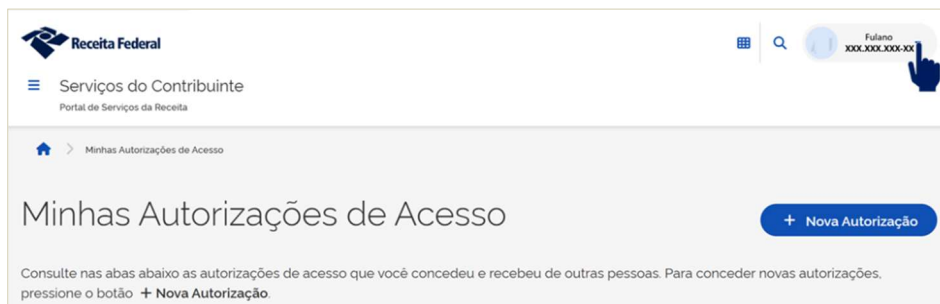 Receita Federal
Fulano
xxx.xxx.xxx-xx
Serviços do Contribuinte
Portal de Serviços da Receita
Minhas Autorizações de Acesso
Minhas Autorizações de Acesso
+ Nova Autorização
Consulte nas abas abaixo as autorizações de acesso que você concedeu e recebeu de outras pessoas. Para conceder novas autorizações,
pressione o botão + Nova Autorização.